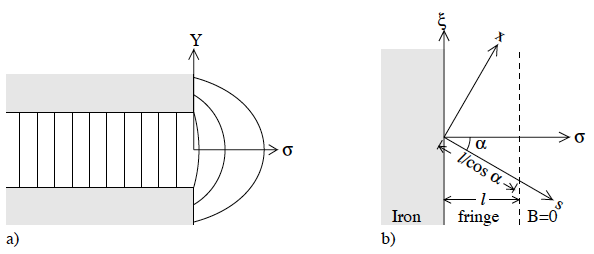 Y
σ
a)
ξ
x
σ
α
l/cos α
l
s
Iron
fringe
B=0
b)